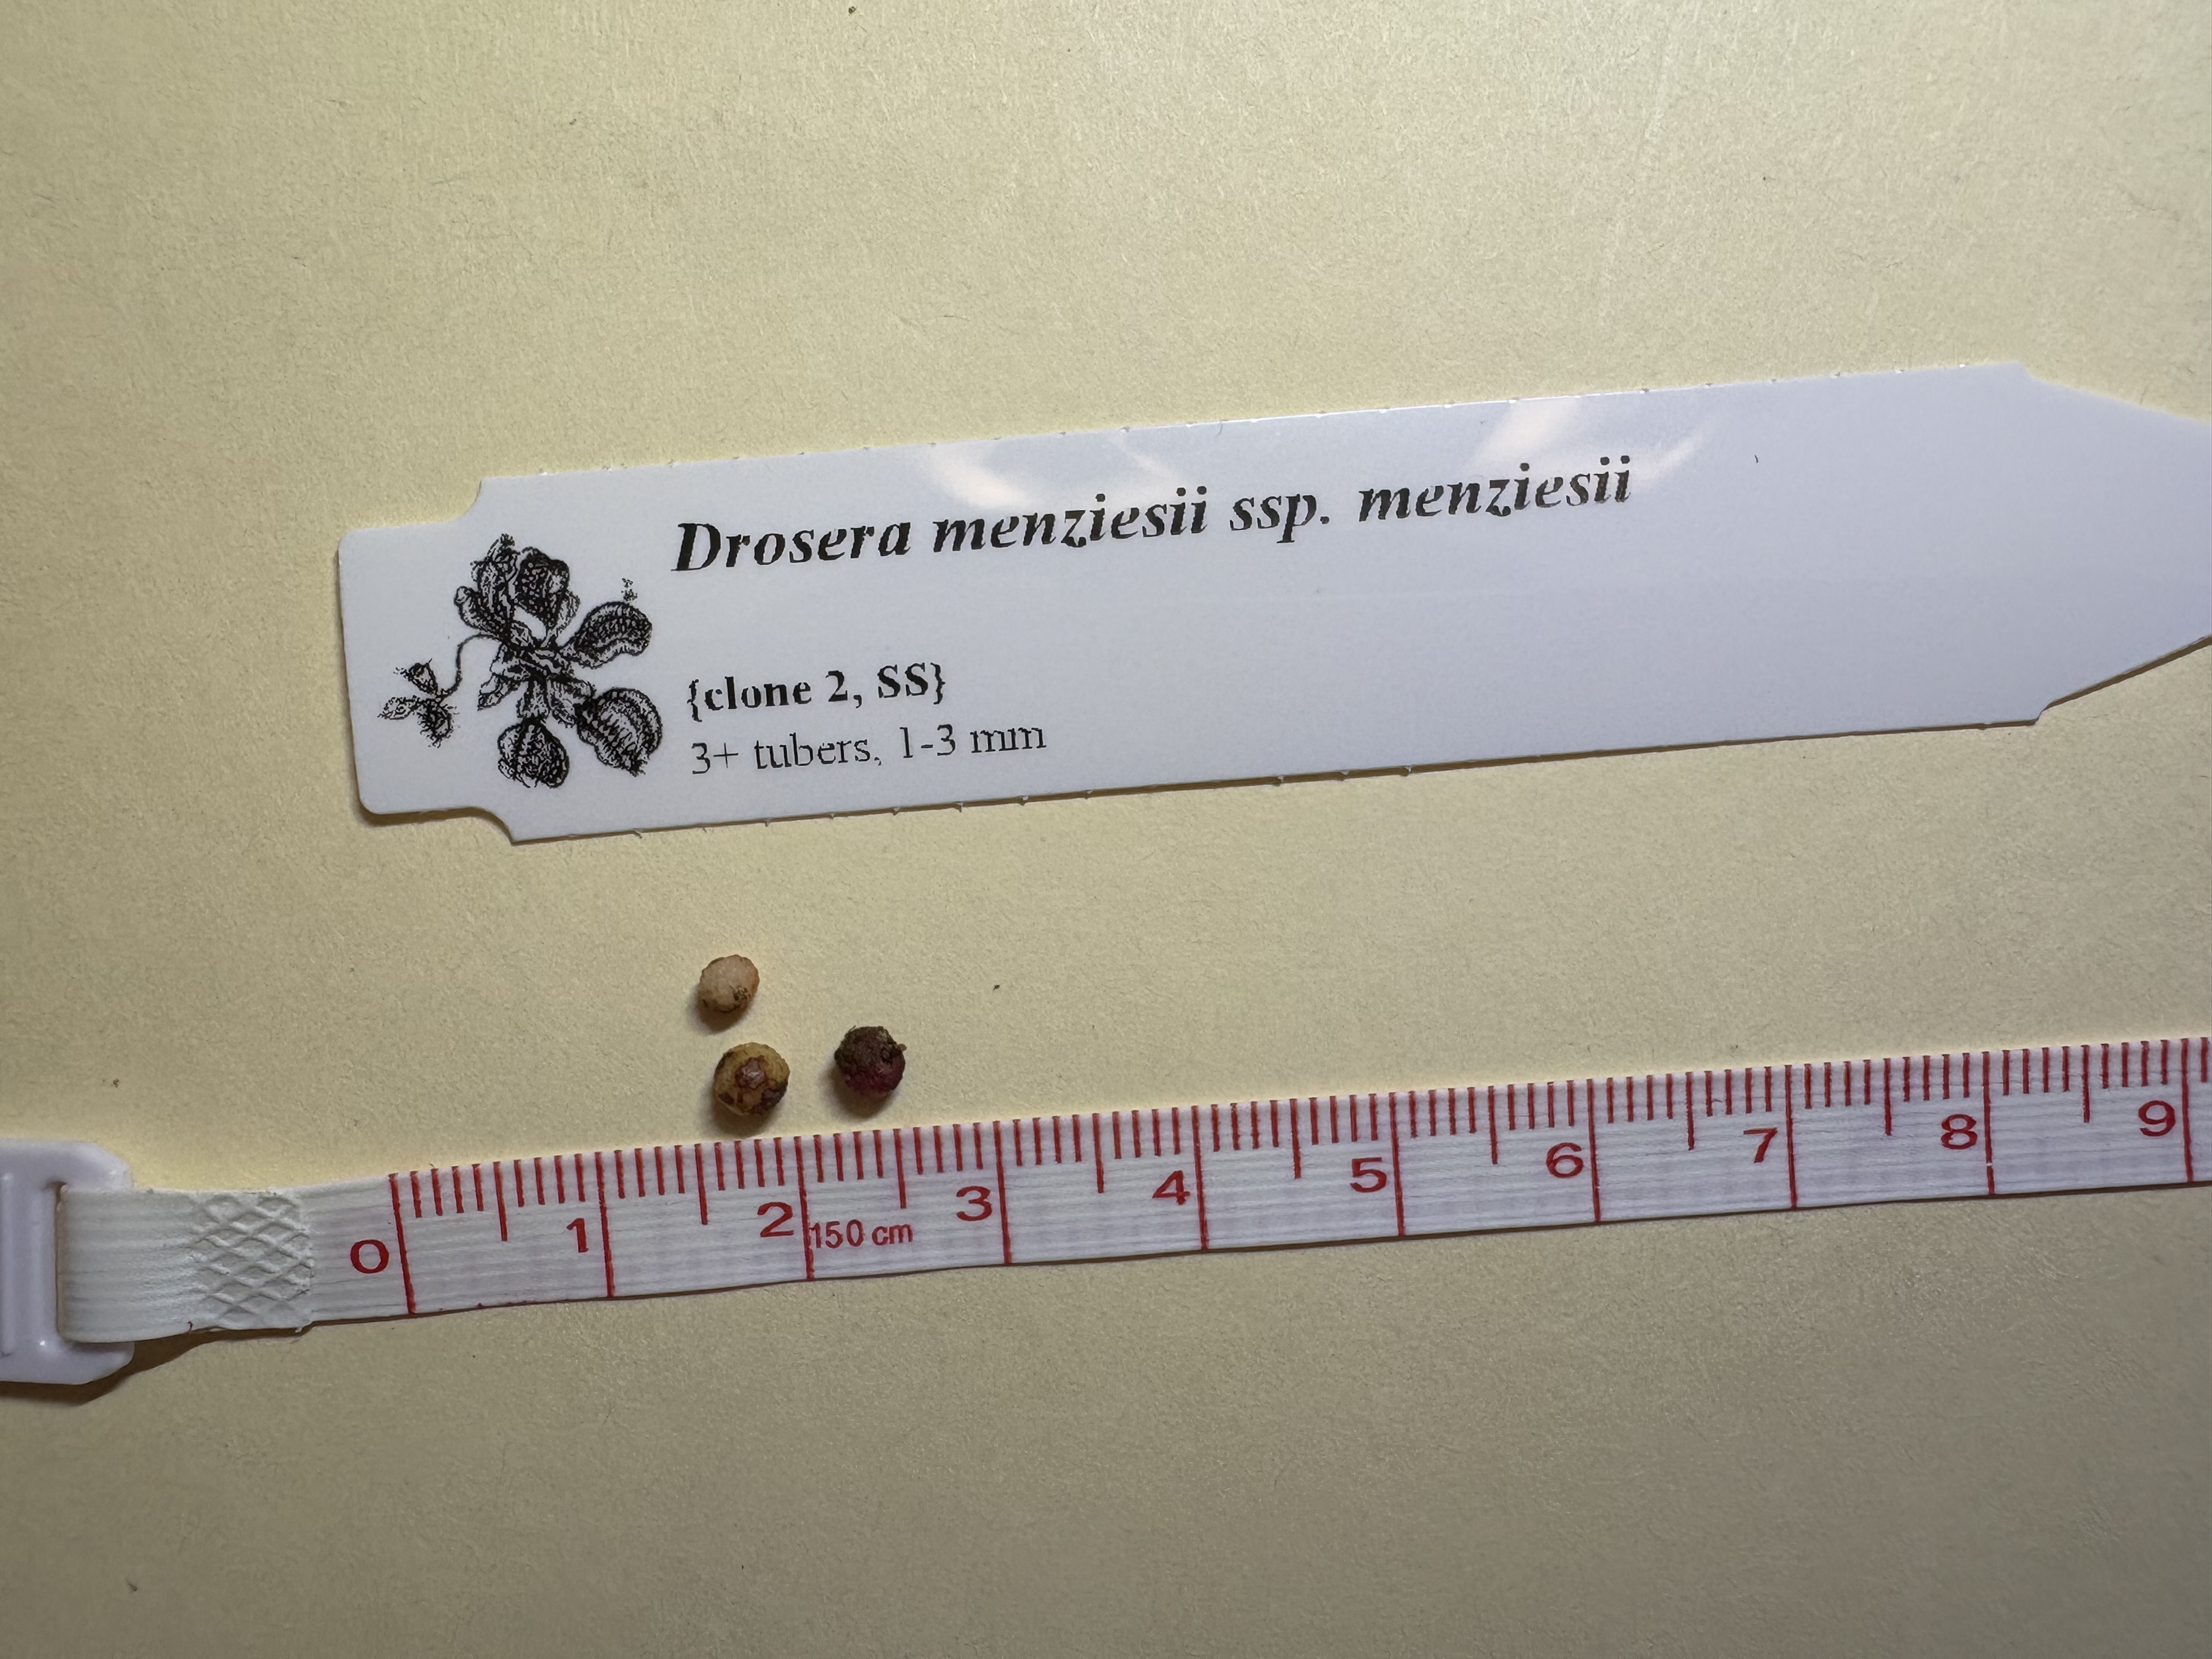 Drosera menziesii ssp. menziesii
{clone 2, SS}
3+ tubers, 1-3 mm
0 1 2 150 cm 3 4 5 6 7 8 9